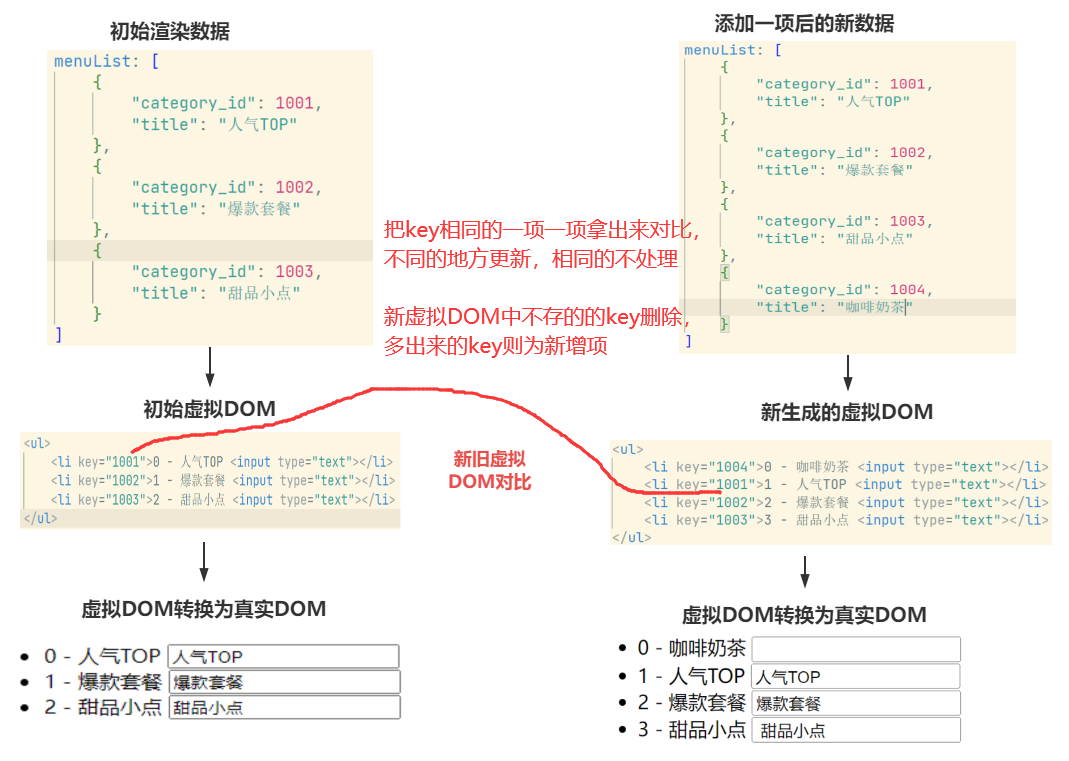 初始渲染数据
menuList: [
{
"category_id": 1001,
"title": "人气TOP"
},
{
"category_id": 1002,
"title": "爆款套餐"
},
{
"category_id": 1003,
"title": "甜品小点"
}
]
初始虚拟DOM
<ul>
<li key="1001">0 - 人气TOP <input type="text"></li>
<li key="1002">1 - 爆款套餐 <input type="text"></li>
<li key="1003">2 - 甜品小点 <input type="text"></li>
</ul>
虚拟DOM转换为真实DOM
0 - 人气TOP 人气TOP
1 - 爆款套餐 爆款套餐
2 - 甜品小点 甜品小点
把key相同的一项一项拿出来对比，
不同的地方更新，相同的不处理
新虚拟DOM中不存的的key删除，
多出来的key则为新增项
新旧虚拟
DOM对比
添加一项后的新数据
menuList: [
{
"category_id": 1001,
"title": "人气TOP"
},
{
"category_id": 1002,
"title": "爆款套餐"
},
{
"category_id": 1003,
"title": "甜品小点"
},
{
"category_id": 1004,
"title": "咖啡奶茶"
}
]
新生成的虚拟DOM
<ul>
<li key="1004">0 - 咖啡奶茶 <input type="text"></li>
<li key="1001">1 - 人气TOP <input type="text"></li>
<li key="1002">2 - 爆款套餐 <input type="text"></li>
<li key="1003">3 - 甜品小点 <input type="text"></li>
</ul>
虚拟DOM转换为真实DOM
0 - 咖啡奶茶
1 - 人气TOP 人气TOP
2 - 爆款套餐 爆款套餐
3 - 甜品小点 甜品小点